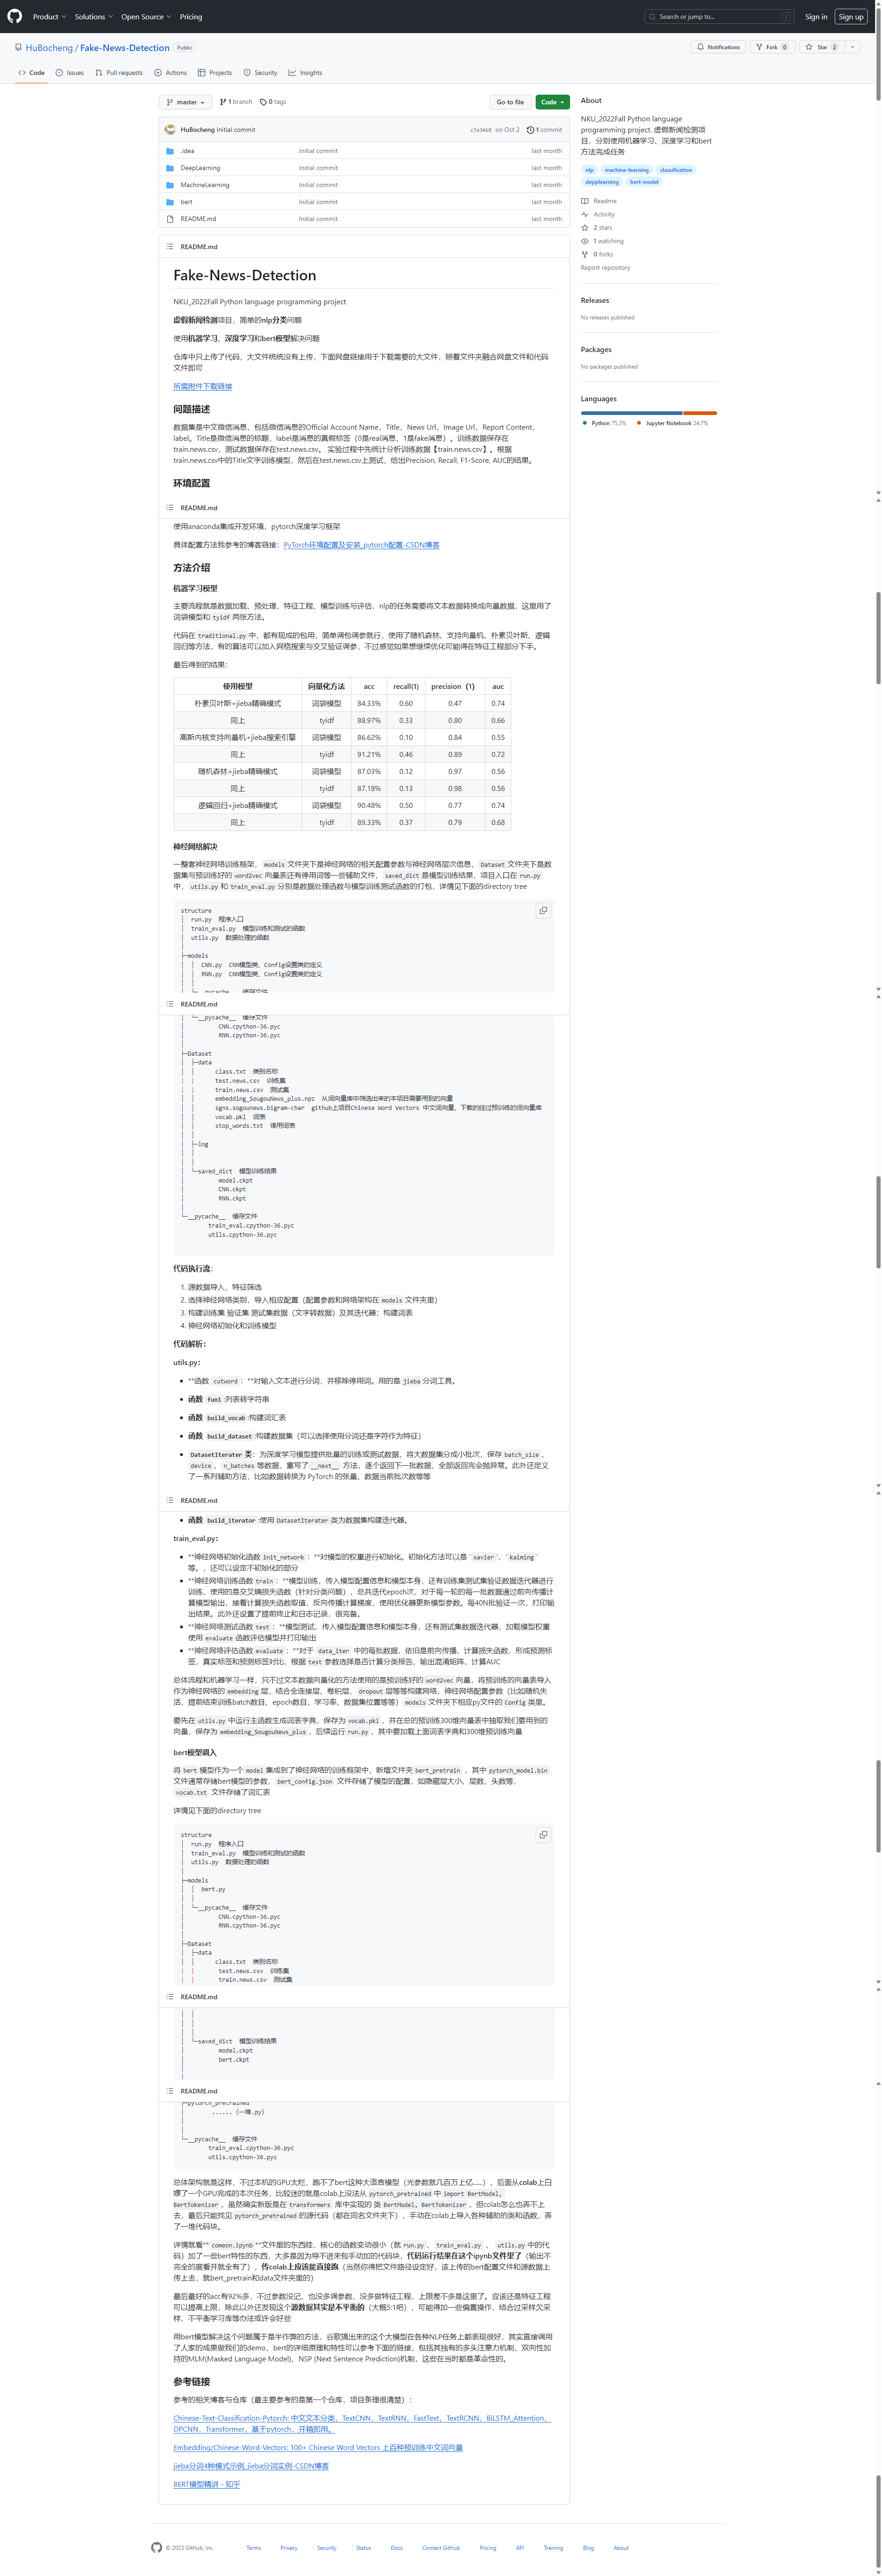 Product Solutions Open Source Pricing Search or jump to... / Sign in Sign up
HuBocheng / Fake-News-Detection Public Notifications Fork 0 Star 2
Code Issues Pull requests Actions Projects Security Insights
master 1 branch 0 tags Go to file Code
HuBocheng Initial commit c7e34b8 on Oct 2 1 commit
.idea Initial commit last month
DeepLearning Initial commit last month
MachineLearning Initial commit last month
bert Initial commit last month
README.md Initial commit last month
About
NKU_2022Fall Python language
programming project. 虚假新闻检测项
目，分别使用机器学习、深度学习和bert
方法完成任务
nlp machine-learning classification
depplearning bert-model
Readme
Activity
2 stars
1 watching
0 forks
Report repository
Releases
No releases published
Packages
No packages published
Languages
Python 75.3% Jupyter Notebook 24.7%
README.md
Fake-News-Detection
NKU_2022Fall Python language programming project
虚假新闻检测项目，简单的nlp分类问题
使用机器学习、深度学习和bert模型解决问题
仓库中只上传了代码，大文件统统没有上传，下面网盘链接用于下载需要的大文件，照着文件夹融合网盘文件和代码
文件即可
所需附件下载链接
问题描述
数据集是中文微信消息，包括微信消息的Official Account Name，Title，News Url，Image Url，Report Content，
label。Title是微信消息的标题，label是消息的真假标签（0是real消息，1是fake消息）。训练数据保存在
train.news.csv，测试数据保存在test.news.csv。 实验过程中先统计分析训练数据【train.news.csv】。根据
train.news.csv中的Title文字训练模型，然后在test.news.csv上测试，给出Precision, Recall, F1-Score, AUC的结果。
环境配置
README.md
使用anaconda集成开发环境，pytorch深度学习框架
具体配置方法我参考的博客链接：PyTorch环境配置及安装_pytorch配置-CSDN博客
方法介绍
机器学习模型
主要流程就是数据加载、预处理、特征工程、模型训练与评估，nlp的任务需要将文本数据转换成向量数据，这里用了
词袋模型和 tyidf 两张方法。
代码在 traditional.py 中，都有现成的包用，简单调包调参就行，使用了随机森林、支持向量机、朴素贝叶斯、逻辑
回归等方法，有的算法可以加入网格搜索与交叉验证调参，不过感觉如果想继续优化可能得在特征工程部分下手。
最后得到的结果：
使用模型 向量化方法 acc recall(1) precision（1） auc
朴素贝叶斯+jieba精确模式 词袋模型 84.33% 0.60 0.47 0.74
同上 tyidf 88.97% 0.33 0.80 0.66
高斯内核支持向量机+jieba搜索引擎 词袋模型 86.62% 0.10 0.84 0.55
同上 tyidf 91.21% 0.46 0.89 0.72
随机森林+jieba精确模式 词袋模型 87.03% 0.12 0.97 0.56
同上 tyidf 87.18% 0.13 0.98 0.56
逻辑回归+jieba精确模式 词袋模型 90.48% 0.50 0.77 0.74
同上 tyidf 89.33% 0.37 0.79 0.68
神经网络解决
一整套神经网络训练框架， models 文件夹下是神经网络的相关配置参数与神经网络层次信息， Dataset 文件夹下是数
据集与预训练好的 word2vec 向量表还有停用词等一些辅助文件， saved_dict 是模型训练结果，项目入口在 run.py
中， utils.py 和 train_eval.py 分别是数据处理函数与模型训练测试函数的打包，详情见下面的directory tree
structure
│ run.py 程序入口
│ train_eval.py 模型训练和测试的函数
│ utils.py 数据处理的函数
│
├─models
│ │ CNN.py CNN模型类、Config设置类的定义
│ │ RNN.py CNN模型类、Config设置类的定义
│ │
│ └─__pycache__ 缓存文件
README.md
│ └─__pycache__ 缓存文件
│ CNN.cpython-36.pyc
│ RNN.cpython-36.pyc
│
├─Dataset
│ ├─data
│ │ class.txt 类别名称
│ │ test.news.csv 训练集
│ │ train.news.csv 测试集
│ │ embedding_SougouNews_plus.npz 从词向量库中筛选出来的本项目需要用到的向量
│ │ sgns.sogounews.bigram-char github上项目Chinese Word Vectors 中文词向量，下载的经过预训练的词向量库
│ │ vocab.pkl 词表
│ │ stop_words.txt 停用词表
│ │
│ ├─log
│ │
│ │
│ └─saved_dict 模型训练结果
│ model.ckpt
│ CNN.ckpt
│ RNN.ckpt
│
└─__pycache__ 缓存文件
train_eval.cpython-36.pyc
utils.cpython-36.pyc
代码执行流：
1. 源数据导入，特征筛选
2. 选择神经网络类别，导入相应配置（配置参数和网络架构在 models 文件夹里）
3. 构建训练集 验证集 测试集数据（文字转数据）及其迭代器；构建词表
4. 神经网络初始化和训练模型
代码解析：
utils.py：
• **函数 cutword ：**对输入文本进行分词，并移除停用词。用的是 jieba 分词工具。
• 函数 fun1 :列表转字符串
• 函数 build_vocab :构建词汇表
• 函数 build_dataset :构建数据集（可以选择使用分词还是字符作为特征）
• DatasetIterater 类：为深度学习模型提供批量的训练或测试数据，将大数据集分成小批次，保存 batch_size 、
device 、 n_batches 等数据，重写了 __next__ 方法，逐个返回下一批数据，全部返回完会抛异常。此外还定义
了一系列辅助方法，比如数据转换为 PyTorch 的张量、数据当前批次数等等
README.md
• 函数 build_iterator :使用 DatasetIterater 类为数据集构建迭代器。
train_eval.py：
• **神经网络初始化函数 init_network ：**对模型的权重进行初始化。初始化方法可以是 'xavier'、'kaiming'
等。，还可以设定不初始化的部分
• **神经网络训练函数 train ：**模型训练，传入模型配置信息和模型本身，还有训练集测试集验证数据迭代器进行
训练，使用的是交叉熵损失函数（针对分类问题），总共迭代epoch次，对于每一轮的每一批数据通过前向传播计
算模型输出，接着计算损失函数取值，反向传播计算梯度，使用优化器更新模型参数。每40N批验证一次，打印输
出结果。此外还设置了提前终止和日志记录，很完备。
• **神经网络测试函数 test ：**模型测试，传入模型配置信息和模型本身，还有测试集数据迭代器，加载模型权重
使用 evaluate 函数评估模型并打印输出
• **神经网络评估函数 evaluate ：**对于 data_iter 中的每批数据，依旧是前向传播，计算损失函数，形成预测标
签，真实标签和预测标签对比，根据 test 参数选择是否计算分类报告、输出混淆矩阵、计算AUC
总体流程和机器学习一样，只不过文本数据向量化的方法使用的是预训练好的 word2vec 向量，将预训练的向量表导入
作为神经网络的 embedding 层，结合全连接层、卷积层、 dropout 层等等构建网络，神经网络配置参数（比如随机失
活、提前结束训练batch数目、epoch数目、学习率、数据集位置等等） models 文件夹下相应py文件的 Config 类里。
要先在 utils.py 中运行主函数生成词表字典，保存为 vocab.pkl ，并在总的预训练300堆向量表中抽取我们要用到的
向量，保存为 embedding_SougouNews_plus ，后续运行 run.py ，其中要加载上面词表字典和300堆预训练向量
bert模型调入
将 bert 模型作为一个 model 集成到了神经网络的训练框架中，新增文件夹 bert_pretrain ，其中 pytorch_model.bin
文件通常存储bert模型的参数， bert_config.json 文件存储了模型的配置，如隐藏层大小、层数、头数等，
vocab.txt 文件存储了词汇表
详情见下面的directory tree
structure
│ run.py 程序入口
│ train_eval.py 模型训练和测试的函数
│ utils.py 数据处理的函数
│
├─models
│ │ bert.py
│ │
│ └─__pycache__ 缓存文件
│ CNN.cpython-36.pyc
│ RNN.cpython-36.pyc
│
├─Dataset
│ ├─data
│ │ class.txt 类别名称
│ │ test.news.csv 训练集
│ │ train.news.csv 测试集
README.md
│ │
│ │
│ │
│ └─saved_dict 模型训练结果
│ model.ckpt
│ bert.ckpt
│
│
README.md
├─pytorch_pretrained
│ ......（一堆.py）
│
│
└─__pycache__ 缓存文件
train_eval.cpython-36.pyc
utils.cpython-36.pyc
总体架构就是这样，不过本机的GPU太烂，跑不了bert这种大语言模型（光参数就几百万上亿......），后面从colab上白
嫖了一个GPU完成的本次任务，比较迷的就是colab上没法从 pytorch_pretrained 中 import BertModel,
BertTokenizer ，虽然确实新版是在 transformers 库中实现的 类 BertModel, BertTokenizer ，但colab怎么也弄不上
去，最后只能找见 pytorch_pretrained 的源代码（都在同名文件夹下），手动在colab上导入各种辅助的类和函数，弄
了一堆代码块。
详情就看** comeon.ipynb **文件里的东西哇，核心的函数变动很小（就 run.py 、 train_eval.py 、 utils.py 中的代
码）加了一些bert特性的东西，大多是因为导不进来包手动加的代码块，代码运行结果在这个ipynb文件里了（输出不
完全的展看开就全有了），传colab上应该能直接跑（当然你得把文件路径设定好，该上传的bert配置文件和源数据上
传上去，就bert_pretrain和data文件夹里的）
最后最好的acc有92%多，不过参数没记，也没多调参数，没多做特征工程，上限差不多是这里了。应该还是特征工程
可以提高上限，除此以外还发现这个源数据其实是不平衡的（大概5:1吧），可能得加一些偏置操作，结合过采样欠采
样、不平衡学习库等办法或许会好些
用bert模型解决这个问题属于是半作弊的方法，谷歌搞出来的这个大模型在各种NLP任务上都表现很好，其实直接调用
了人家的成果做我们的demo，bert的详细原理和特性可以参考下面的链接，包括其独有的多头注意力机制，双向性加
持的MLM(Masked Language Model)、NSP (Next Sentence Prediction)机制，这些在当时都是革命性的。
参考链接
参考的相关博客与仓库（最主要参考的是第一个仓库，项目条理很清楚）：
Chinese-Text-Classification-Pytorch: 中文文本分类，TextCNN，TextRNN，FastText，TextRCNN，BiLSTM_Attention，
DPCNN，Transformer，基于pytorch，开箱即用。
Embedding/Chinese-Word-Vectors: 100+ Chinese Word Vectors 上百种预训练中文词向量
jieba分词4种模式示例_jieba分词实例-CSDN博客
BERT模型精讲 - 知乎
© 2023 GitHub, Inc. Terms Privacy Security Status Docs Contact GitHub Pricing API Training Blog About